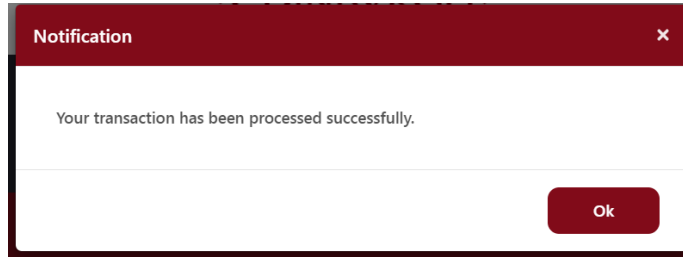 Notification
×
Your transaction has been processed successfully.
Ok